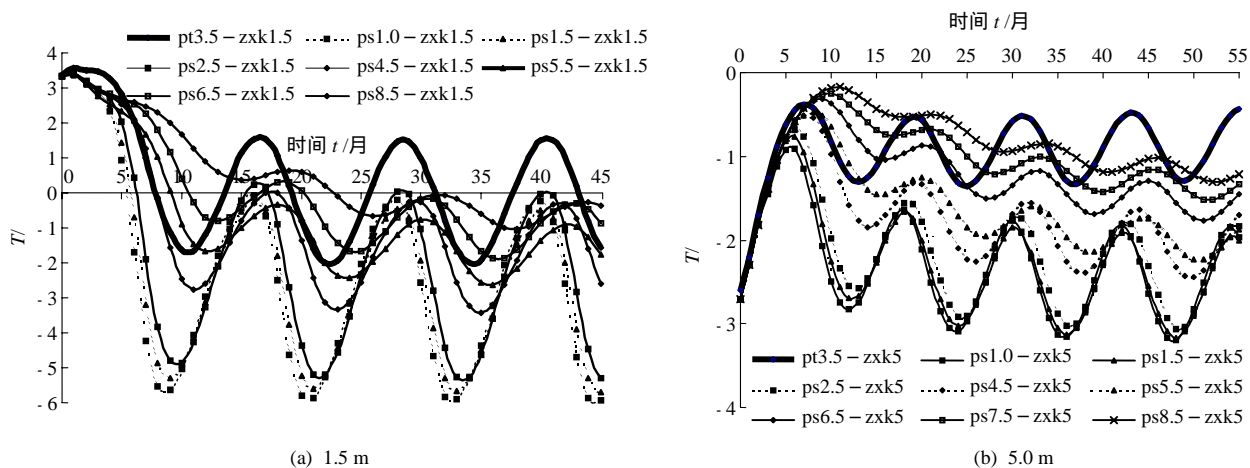 pt3.5－zxk1.5 ps1.0－zxk1.5 ps1.5－zxk1.5
ps2.5－zxk1.5 ps4.5－zxk1.5 ps5.5－zxk1.5
ps6.5－zxk1.5 ps8.5－zxk1.5
时间 t /月
4
3
2
1
0
- 1
- 2
- 3
- 4
- 5
- 6
T/
0 5 10 15 20 25 30 35 40 45
(a) 1.5 m
时间 t /月
0 5 10 15 20 25 30 35 40 45 50 55
0
- 1
- 2
- 3
- 4
T/
pt3.5－zxk5 ps1.0－zxk5 ps1.5－zxk5
ps2.5－zxk5 ps4.5－zxk5 ps5.5－zxk5
ps6.5－zxk5 ps7.5－zxk5 ps8.5－zxk5
(b) 5.0 m